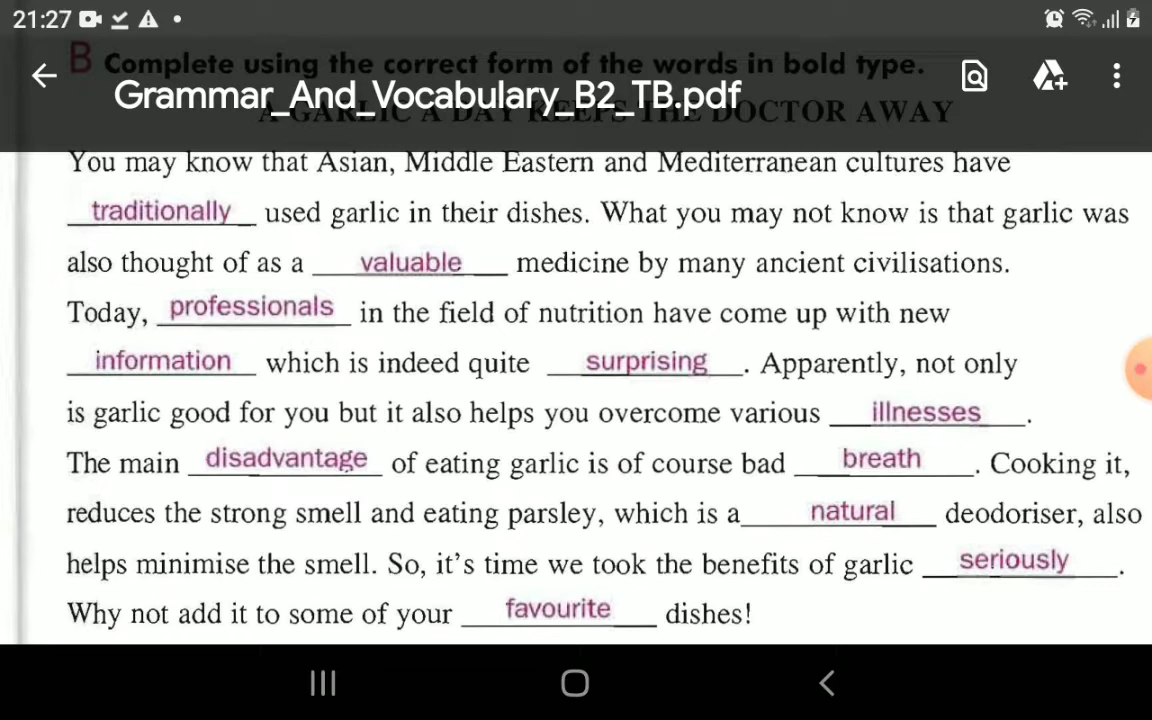 21:27
B Complete using the correct form of the words in bold type.
Grammar_And_Vocabulary_B2_TB.pdf
A GARLIC A DAY KEEPS THE DOCTOR AWAY
You may know that Asian, Middle Eastern and Mediterranean cultures have
traditionally used garlic in their dishes. What you may not know is that garlic was
also thought of as a valuable medicine by many ancient civilisations.
Today, professionals in the field of nutrition have come up with new
information which is indeed quite surprising. Apparently, not only
is garlic good for you but it also helps you overcome various illnesses.
The main disadvantage of eating garlic is of course bad breath. Cooking it,
reduces the strong smell and eating parsley, which is a natural deodoriser, also
helps minimise the smell. So, it's time we took the benefits of garlic seriously.
Why not add it to some of your favourite dishes!